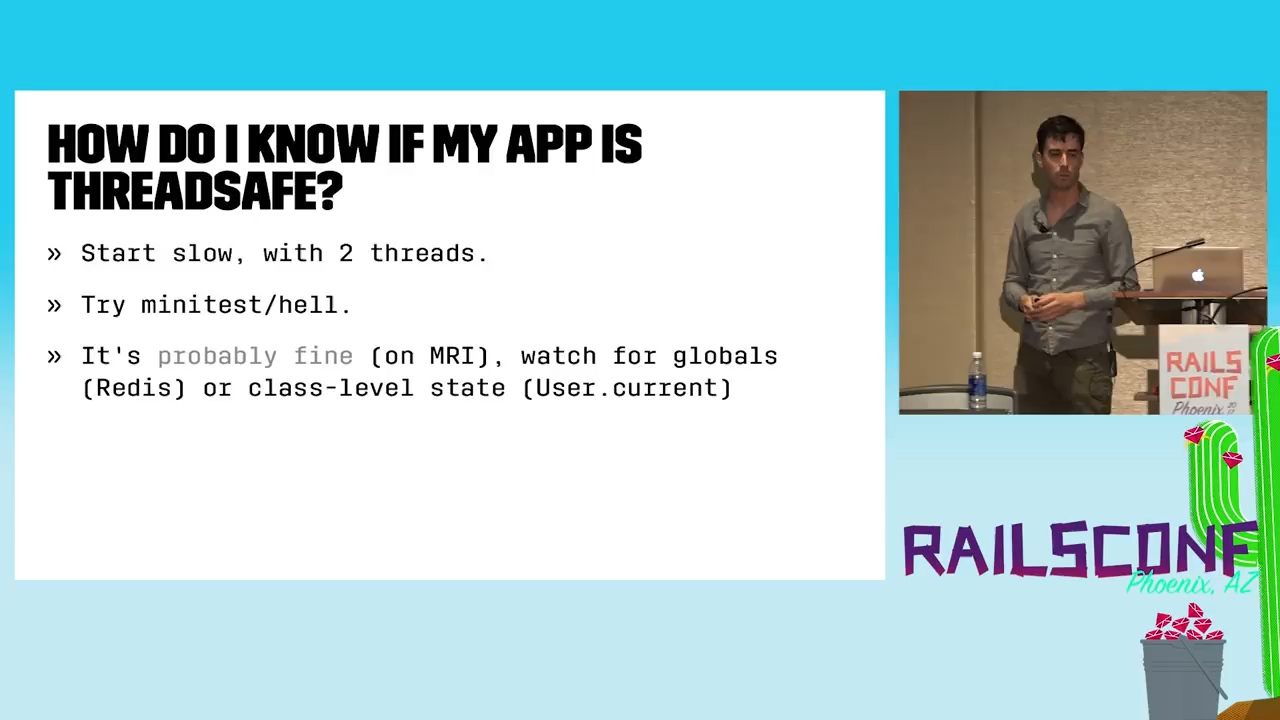 HOW DO I KNOW IF MY APP IS
THREADSAFE?
» Start slow, with 2 threads.
» Try minitest/hell.
» It's probably fine (on MRI), watch for globals
(Redis) or class-level state (User.current)
RAILS
CONF
Phoenix
RAILSCONF
Phoenix, AZ